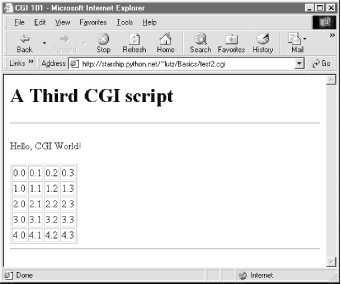 CGI 101 - Microsoft Internet Explorer
File Edit View Favorites Tools Help
Back Forward Stop Refresh Home Search Favorites History Mail
Links » Address http://starship.python.net/~lutz/Basics/test2.cgi Go
A Third CGI script
Hello, CGI World!
0.0 0.1 0.2 0.3
1.0 1.1 1.2 1.3
2.0 2.1 2.2 2.3
3.0 3.1 3.2 3.3
4.0 4.1 4.2 4.3
Done Internet